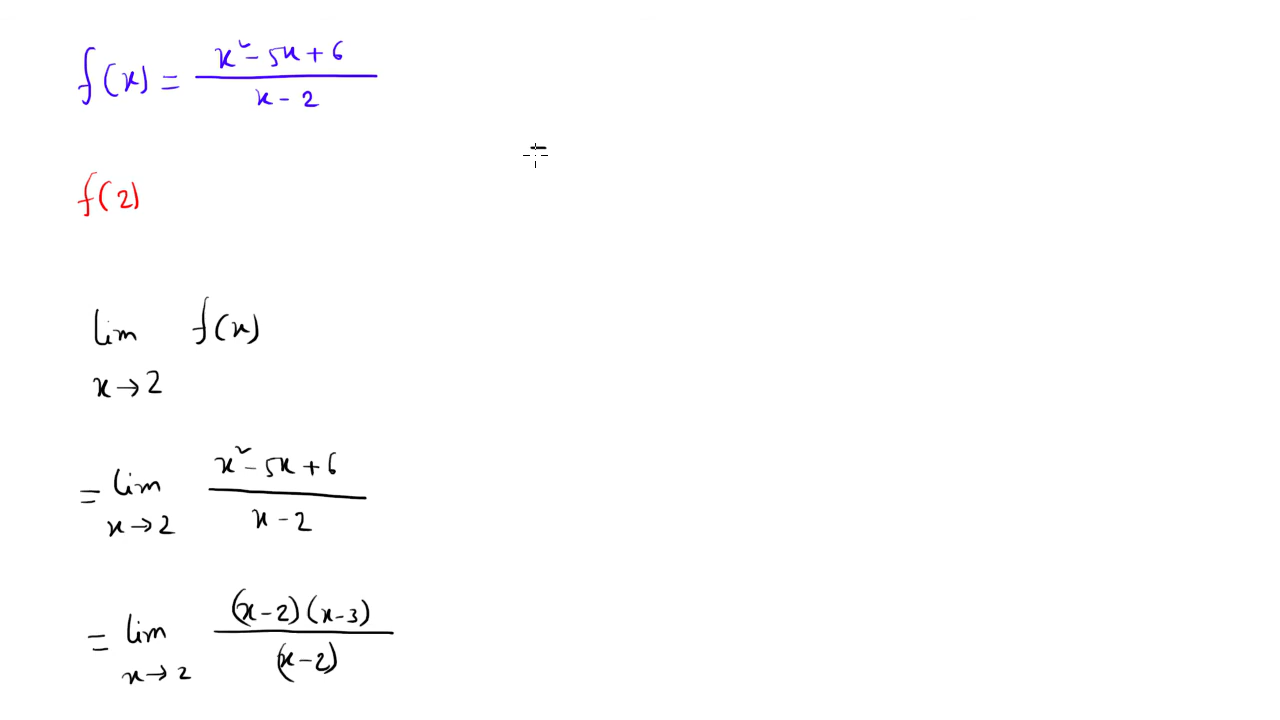 f(x) = (x² - 5x + 6) / (x - 2)
f(2)
lim x→2 f(x)
= lim x→2 (x² - 5x + 6) / (x - 2)
= lim x→2 (x-2)(x-3) / (x-2)